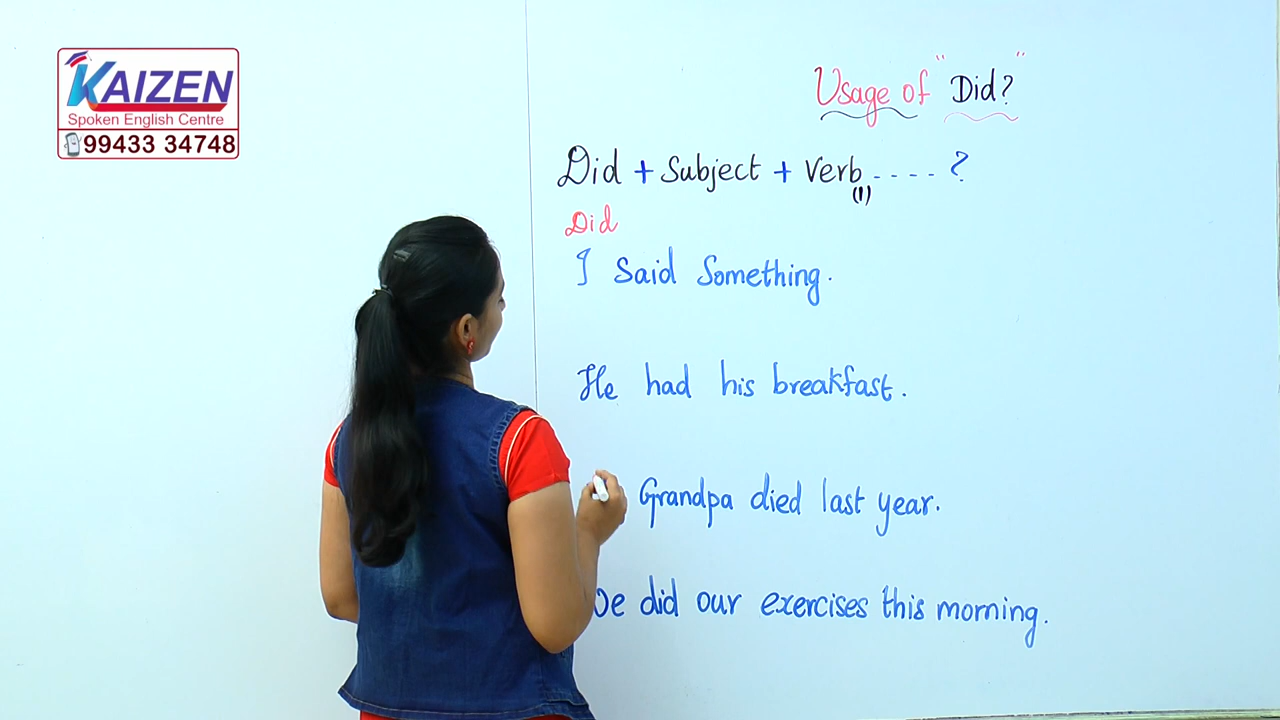 KAIZEN
Spoken English Centre
99433 34748
Usage of "Did?"
Did + Subject + Verb - - - - ?
(1)
Did
I Said Something.
He had his breakfast.
Grandpa died last year.
did our exercises this morning.